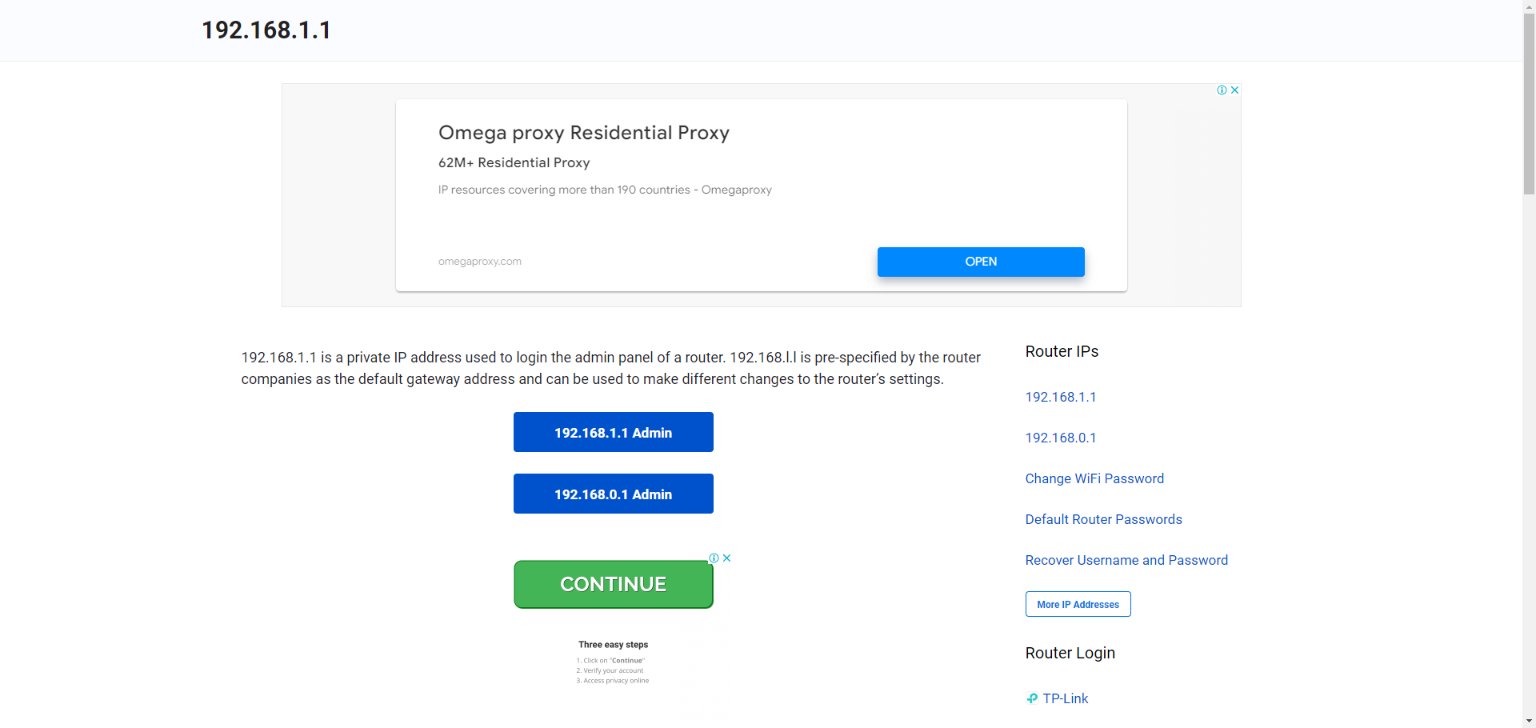 192.168.1.1
Omega proxy Residential Proxy
62M+ Residential Proxy
IP resources covering more than 190 countries - Omegaproxy
omegaproxy.com
OPEN
192.168.1.1 is a private IP address used to login the admin panel of a router. 192.168.l.l is pre-specified by the router
companies as the default gateway address and can be used to make different changes to the router's settings.
192.168.1.1 Admin
192.168.0.1 Admin
CONTINUE
Three easy steps
1. Click on "Continue"
2. Verify your account
3. Access privacy online
Router IPs
192.168.1.1
192.168.0.1
Change WiFi Password
Default Router Passwords
Recover Username and Password
More IP Addresses
Router Login
TP-Link